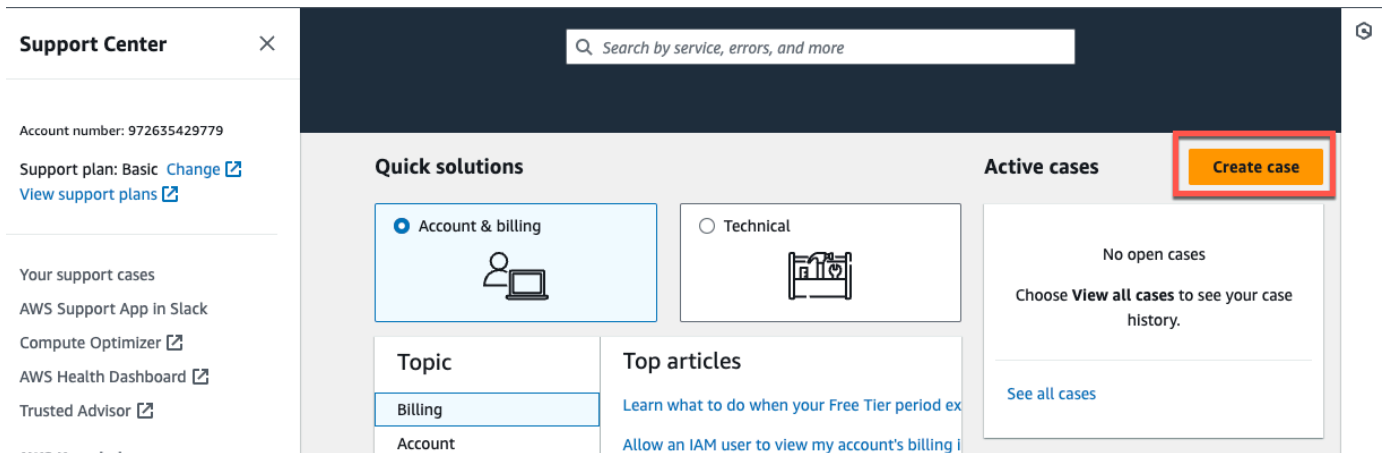 Support Center
Account number: 972635429779
Support plan: Basic Change
View support plans
Your support cases
AWS Support App in Slack
Compute Optimizer
AWS Health Dashboard
Trusted Advisor
Search by service, errors, and more
Quick solutions
Account & billing
Technical
Topic
Billing
Account
Top articles
Learn what to do when your Free Tier period ex
Allow an IAM user to view my account's billing i
Active cases
Create case
No open cases
Choose View all cases to see your case
history.
See all cases